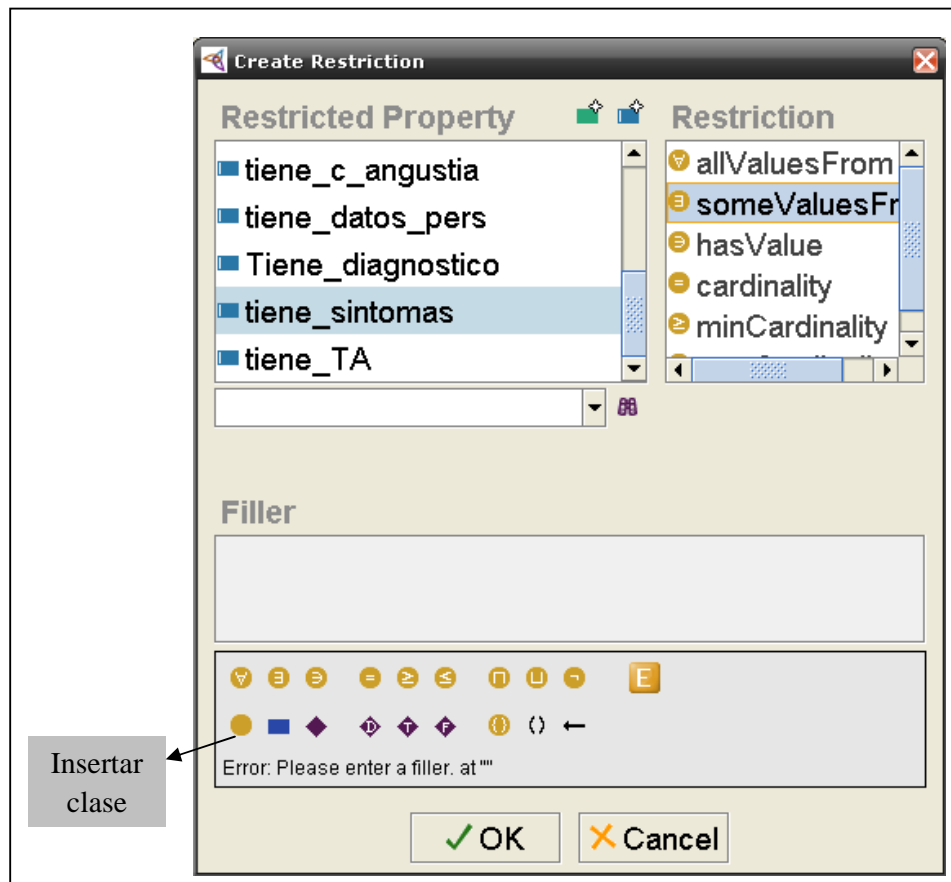 Create Restriction
Restricted Property
Restriction
tiene_c_angustia
tiene_datos_pers
Tiene_diagnostico
tiene_sintomas
tiene_TA
∀ allValuesFrom
∃ someValuesFr
∋ hasValue
= cardinality
≥ minCardinality
Filler
∀ ∃ ∋ = ≥ ≤ ⊓ ⊔ ¬ E
D T F {} () ←
Error: Please enter a filler. at ""
Insertar
clase
OK
Cancel